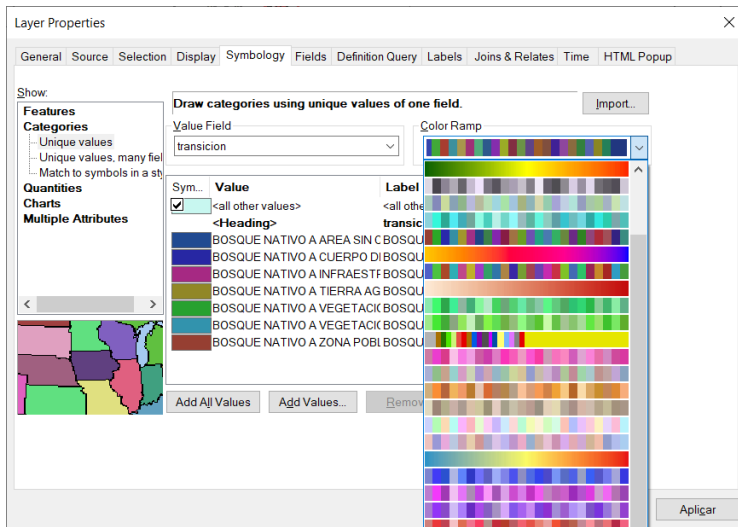 Layer Properties
General Source Selection Display Symbology Fields Definition Query Labels Joins & Relates Time HTML Popup
Show:
Features
Categories
Unique values
Unique values, many fiel
Match to symbols in a sty
Quantities
Charts
Multiple Attributes
Draw categories using unique values of one field.
Import...
Value Field
transicion
Color Ramp
Sym... Value Label
<all other values> <all othe
<Heading> transic
BOSQUE NATIVO A AREA SIN C BOSQU
BOSQUE NATIVO A CUERPO DI BOSQU
BOSQUE NATIVO A INFRAESTF BOSQU
BOSQUE NATIVO A TIERRA AG BOSQU
BOSQUE NATIVO A VEGETACI( BOSQU
BOSQUE NATIVO A VEGETACI( BOSQU
BOSQUE NATIVO A ZONA POBL BOSQU
Add All Values
Add Values...
Remov
Aplicar